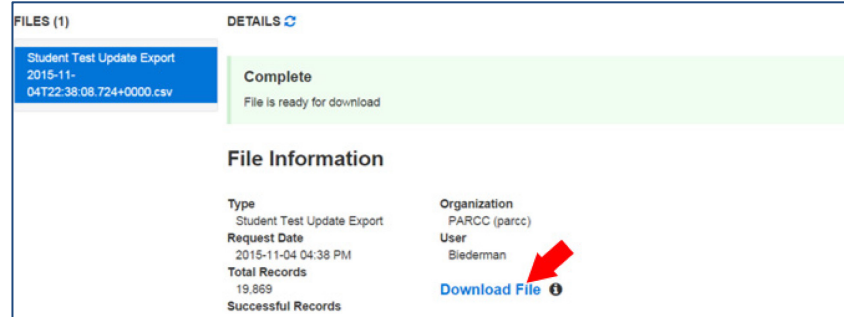 FILES (1)
Student Test Update Export
2015-11-
04T22:38:08.724+0000.csv
DETAILS
Complete
File is ready for download
File Information
Type
Student Test Update Export
Request Date
2015-11-04 04:38 PM
Total Records
19,869
Successful Records
Organization
PARCC (parcc)
User
Biederman
Download File